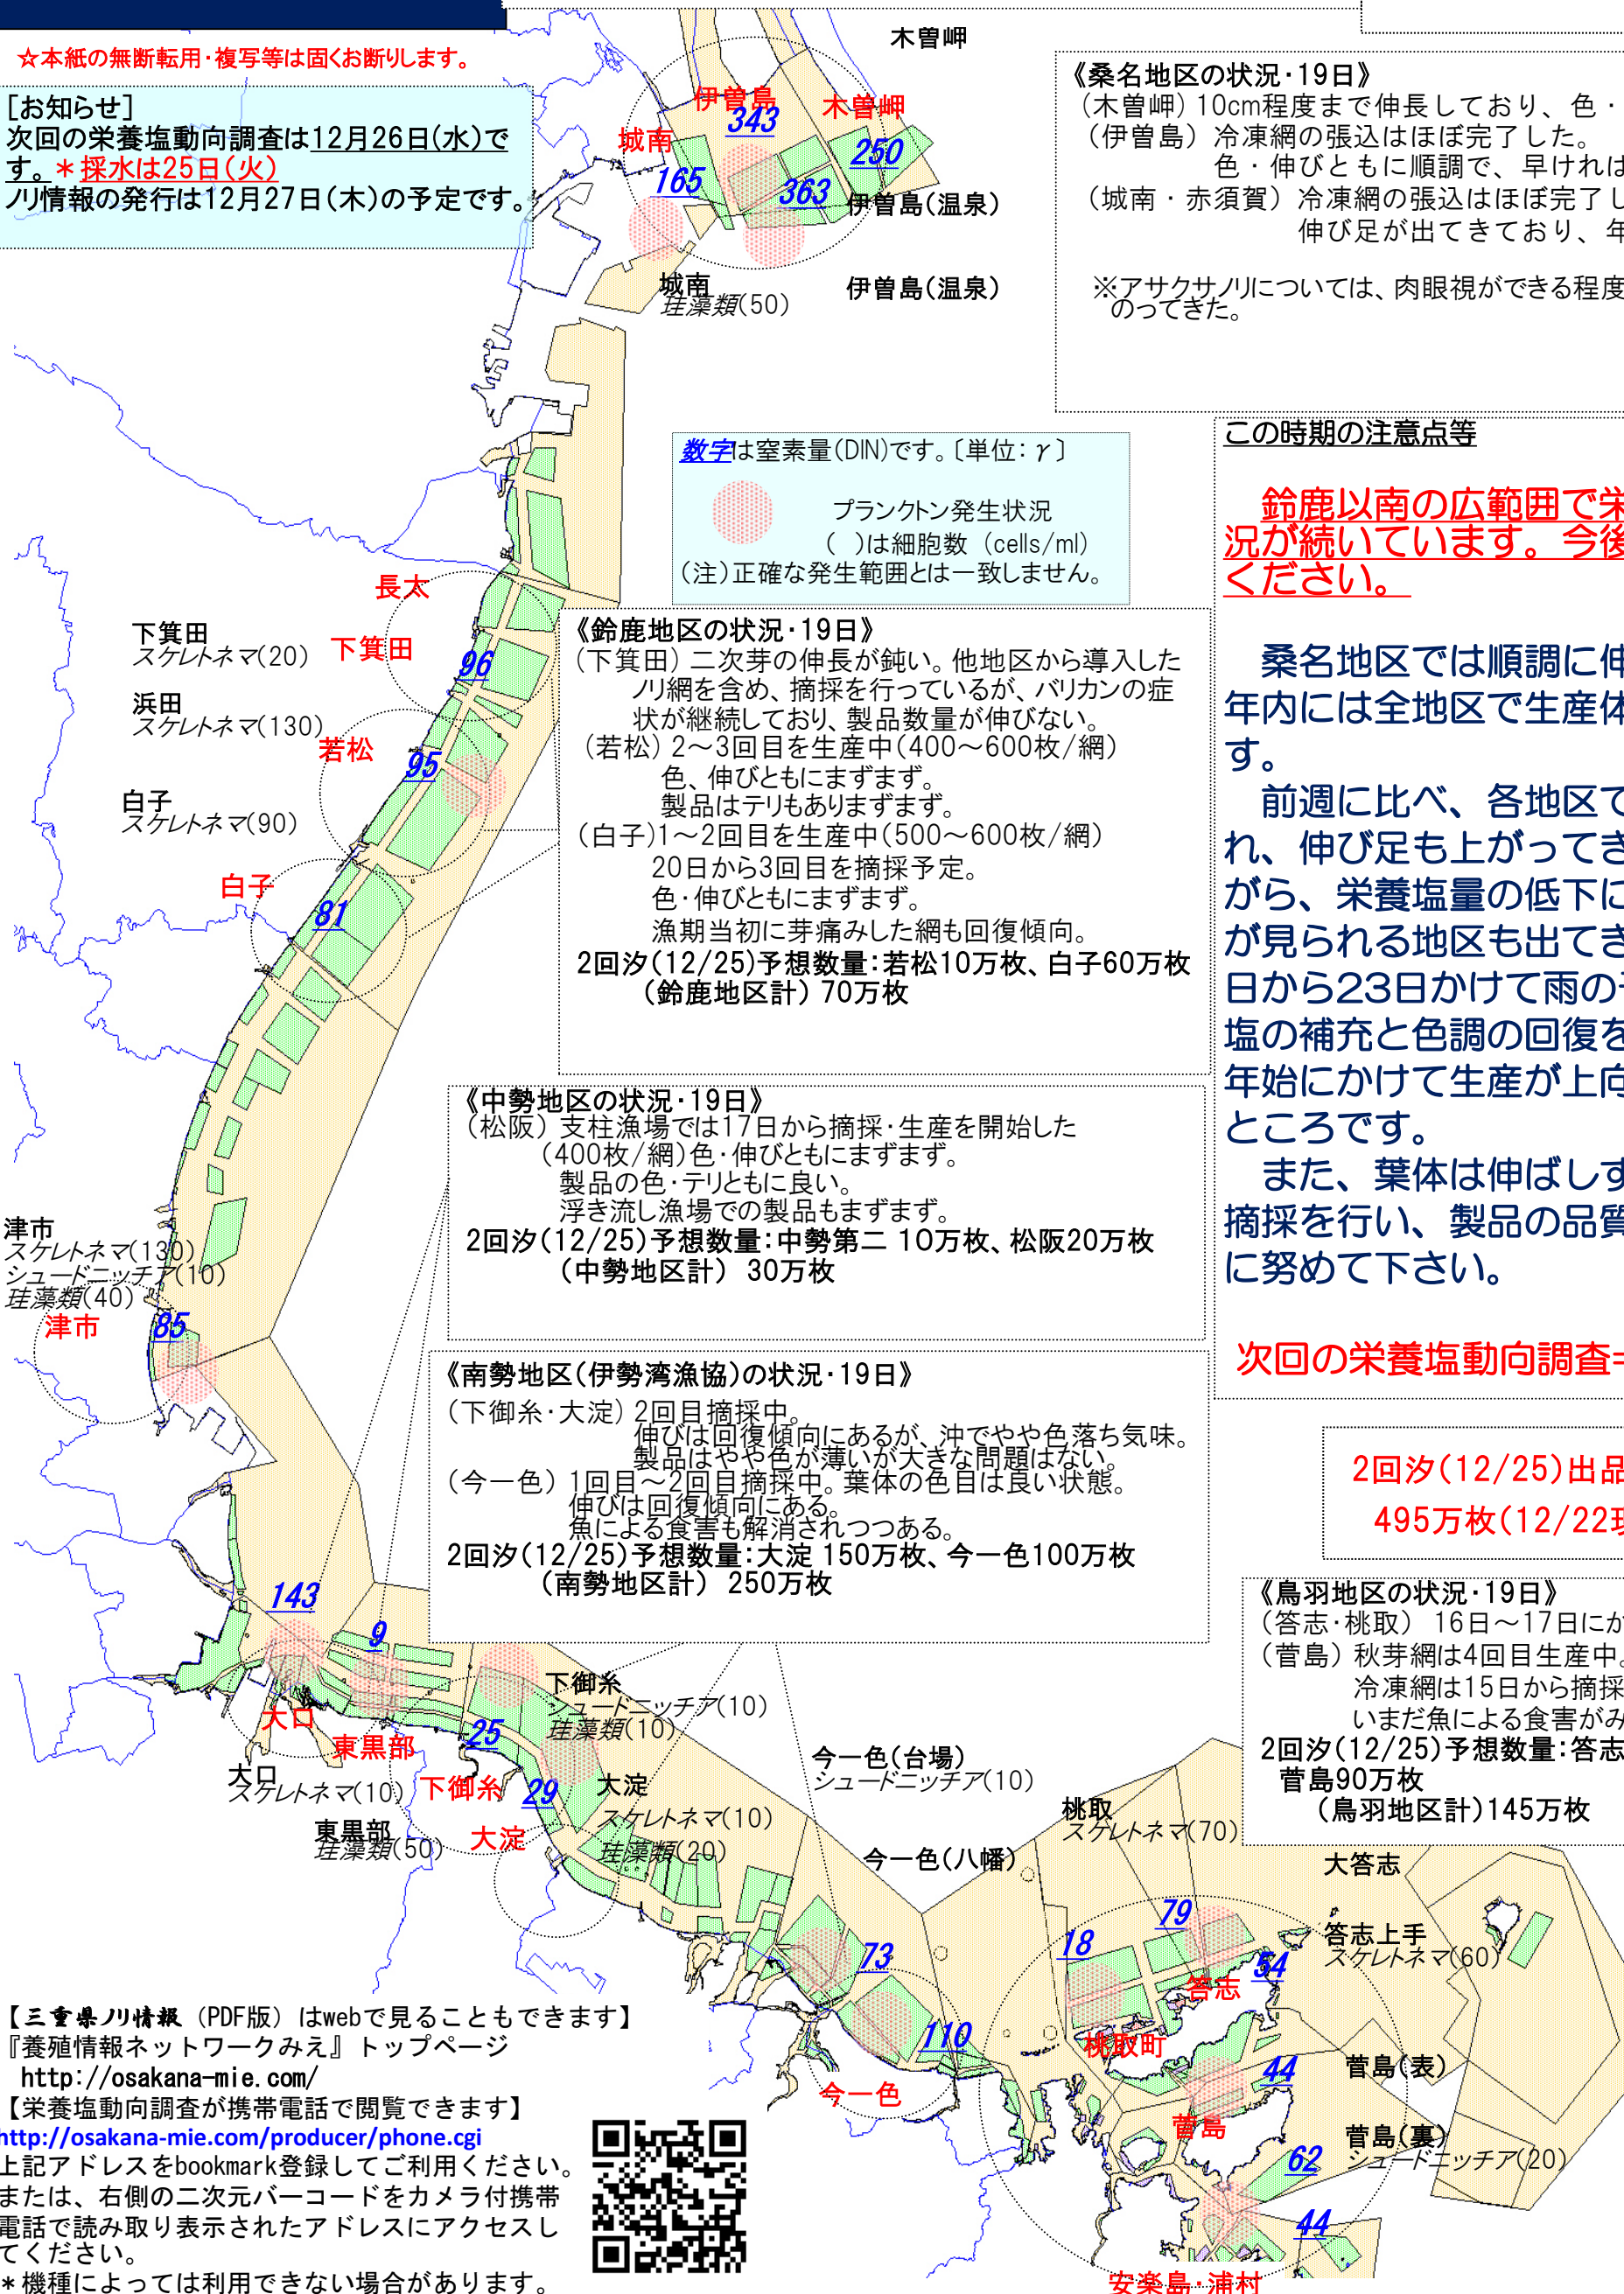 ☆本紙の無断転用・複写等は固くお断りします。
［お知らせ］
次回の栄養塩動向調査は12月26日(水)で
す。＊採水は25日(火)
ノリ情報の発行は12月27日(木)の予定です。
木曽岬
伊曽島
木曽岬
城南
343
250
165
363
伊曽島(温泉)
城南
珪藻類(50)
伊曽島(温泉)
《桑名地区の状況・19日》
（木曽岬）10cm程度まで伸長しており、色・
（伊曽島）冷凍網の張込はほぼ完了した。
色・伸びともに順調で、早ければ
（城南・赤須賀）冷凍網の張込はほぼ完了し
伸び足が出てきており、年
※アサクサノリについては、肉眼視ができる程度
のってきた。
数字は窒素量(DIN)です。〔単位：γ〕
プランクトン発生状況
(　)は細胞数 (cells/ml)
(注)正確な発生範囲とは一致しません。
この時期の注意点等
鈴鹿以南の広範囲で栄
況が続いています。今後
ください。
桑名地区では順調に伸
年内には全地区で生産体
す。
前週に比べ、各地区で
れ、伸び足も上がってき
がら、栄養塩量の低下に
が見られる地区も出てき
日から23日かけて雨の予
塩の補充と色調の回復を
年始にかけて生産が上向
ところです。
また、葉体は伸ばしす
摘採を行い、製品の品質
に努めて下さい。
次回の栄養塩動向調査=
長太
下箕田
スケレトネマ(20)
下箕田
96
浜田
スケレトネマ(130)
若松
95
白子
スケレトネマ(90)
白子
81
《鈴鹿地区の状況・19日》
（下箕田）二次芽の伸長が鈍い。他地区から導入した
ノリ網を含め、摘採を行っているが、バリカンの症
状が継続しており、製品数量が伸びない。
（若松）2～3回目を生産中(400～600枚/網)
色、伸びともにまずまず。
製品はテリもありまずまず。
（白子)1～2回目を生産中(500～600枚/網)
20日から3回目を摘採予定。
色・伸びともにまずまず。
漁期当初に芽痛みした網も回復傾向。
2回汐(12/25)予想数量：若松10万枚、白子60万枚
（鈴鹿地区計）70万枚
《中勢地区の状況・19日》
（松阪）支柱漁場では17日から摘採・生産を開始した
(400枚/網)色・伸びともにまずまず。
製品の色・テリともに良い。
浮き流し漁場での製品もまずまず。
2回汐(12/25)予想数量：中勢第二 10万枚、松阪20万枚
（中勢地区計） 30万枚
津市
スケレトネマ(130)
シュードニッチア(10)
珪藻類(40)
津市
85
《南勢地区(伊勢湾漁協)の状況・19日》
（下御糸・大淀）2回目摘採中。
伸びは回復傾向にあるが、沖でやや色落ち気味。
製品はやや色が薄いが大きな問題はない。
（今一色）1回目～2回目摘採中。葉体の色目は良い状態。
伸びは回復傾向にある。
魚による食害も解消されつつある。
2回汐(12/25)予想数量：大淀 150万枚、今一色100万枚
（南勢地区計） 250万枚
2回汐(12/25)出品
495万枚(12/22現
《鳥羽地区の状況・19日》
（答志・桃取） 16日～17日にか
（菅島）秋芽網は4回目生産中。
冷凍網は15日から摘採
いまだ魚による食害がみ
2回汐(12/25)予想数量：答志
菅島90万枚
（鳥羽地区計)145万枚
143
9
大口
東黒部
25
下御糸
シュードニッチア(10)
珪藻類(10)
大口
スケレトネマ(10)
下御糸
29
大淀
スケレトネマ(10)
珪藻類(20)
東黒部
珪藻類(50)
大淀
今一色(台場)
シュードニッチア(10)
今一色(八幡)
桃取
スケレトネマ(70)
大答志
答志上手
スケレトネマ(60)
73
110
今一色
18
79
54
答志
桃取町
44
菅島(表)
菅島
菅島(裏)
シュードニッチア(20)
62
44
安楽島・浦村
【三重県ノリ情報（PDF版）はwebで見ることもできます】
『養殖情報ネットワークみえ』トップページ
http://osakana-mie.com/
【栄養塩動向調査が携帯電話で閲覧できます】
http://osakana-mie.com/producer/phone.cgi
上記アドレスをbookmark登録してご利用ください。
または、右側の二次元バーコードをカメラ付携帯
電話で読み取り表示されたアドレスにアクセスし
てください。
＊機種によっては利用できない場合があります。